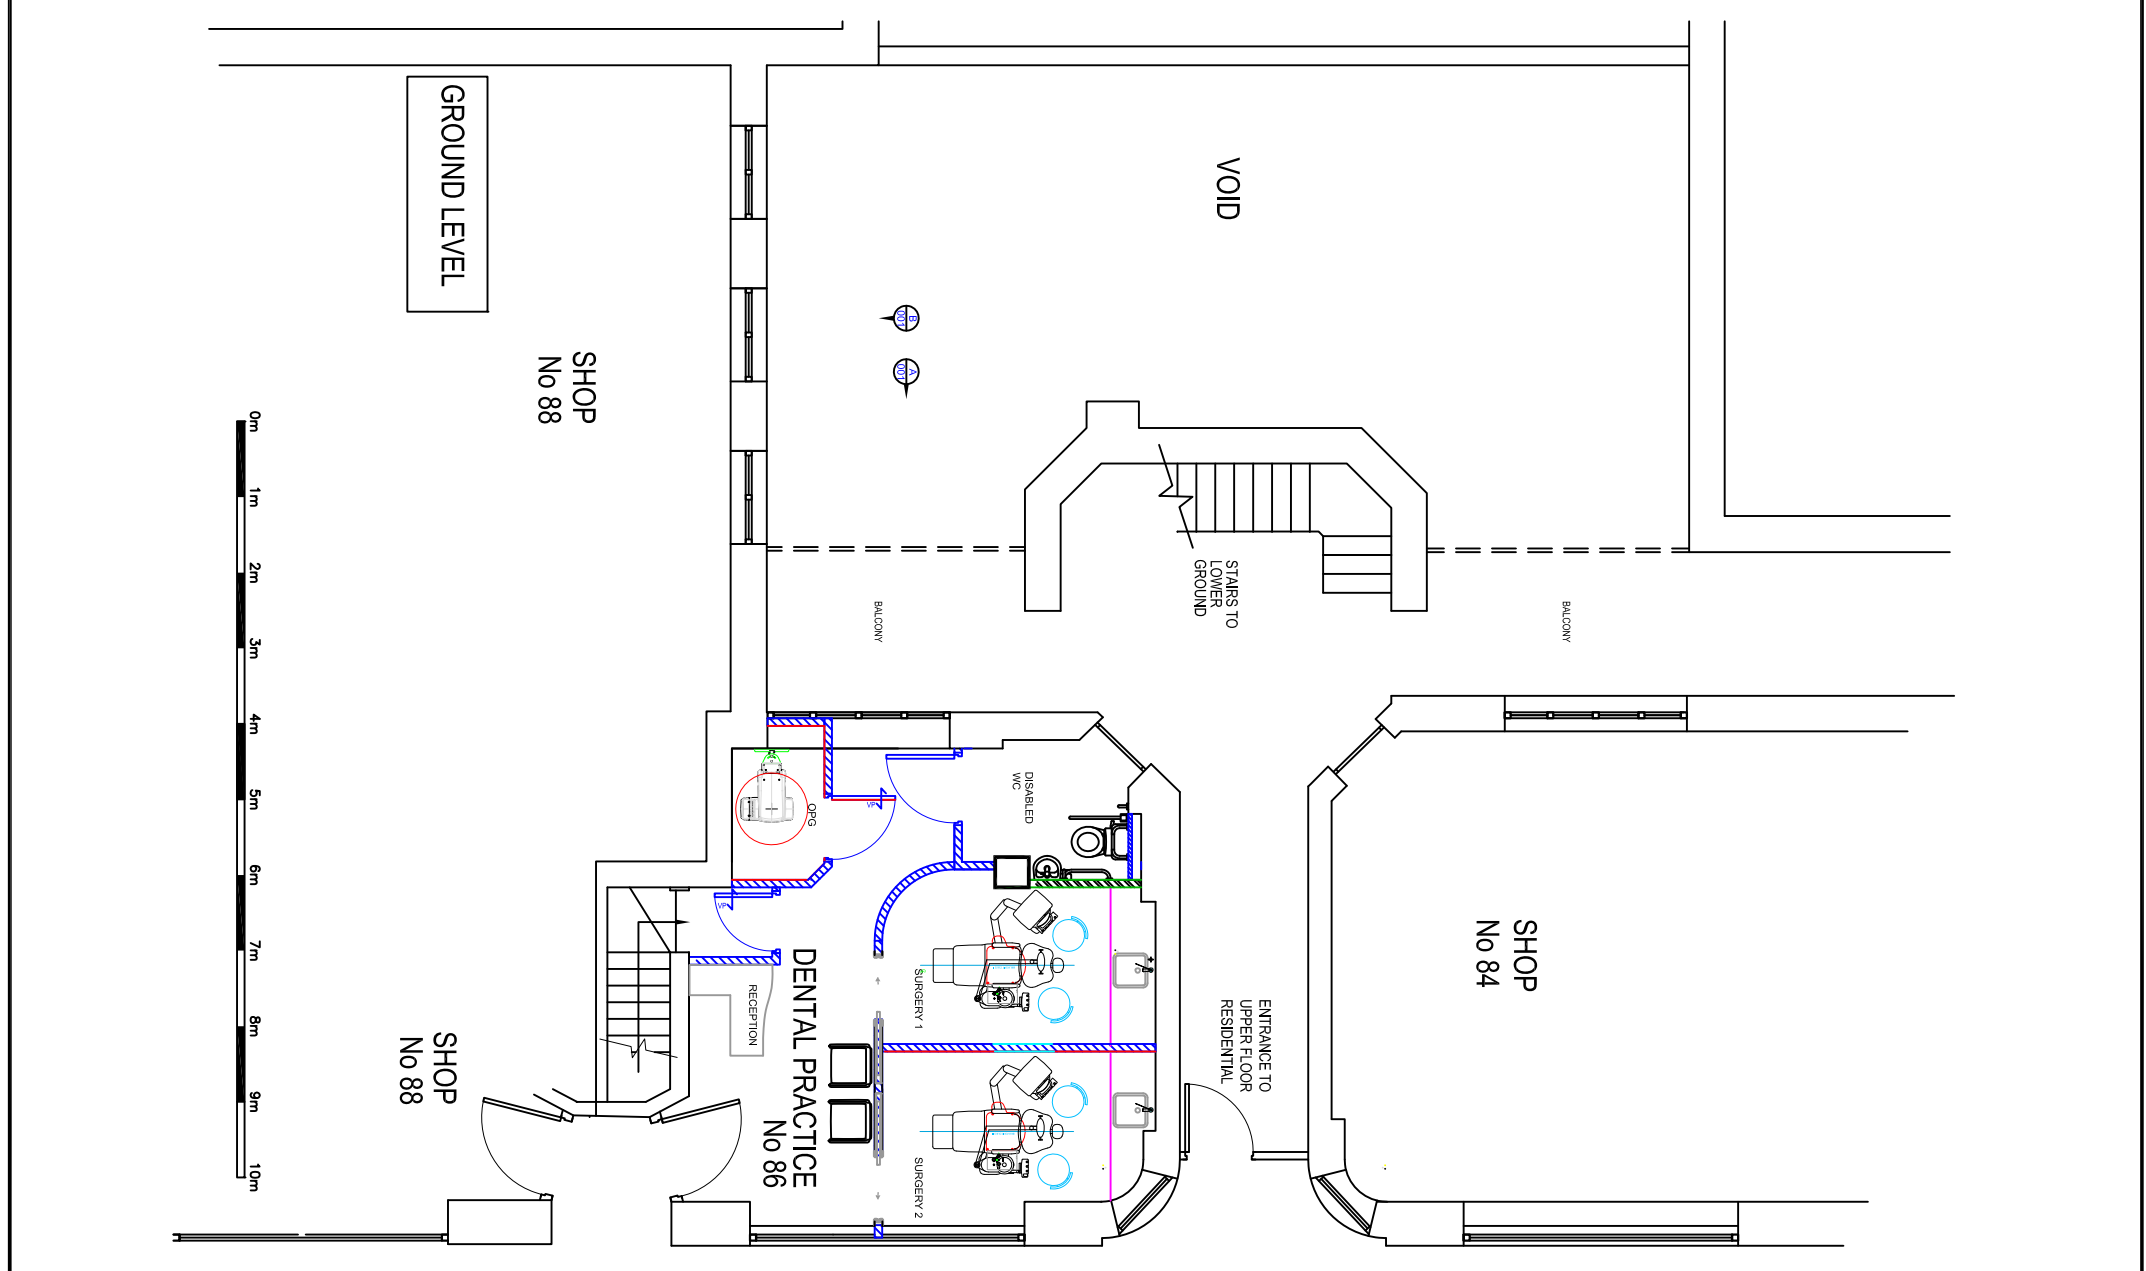 GROUND LEVEL
VOID
SHOP
No 88
B
001
A
001
0m
1m
2m
3m
4m
5m
6m
7m
8m
9m
10m
STAIRS TO
LOWER
GROUND
BALCONY
BALCONY
OPG
VP
VP
DISABLED
WC
SURGERY 1
SURGERY 2
RECEPTION
DENTAL PRACTICE
No 86
ENTRANCE TO
UPPER FLOOR
RESIDENTIAL
SHOP
No 84
SHOP
No 88